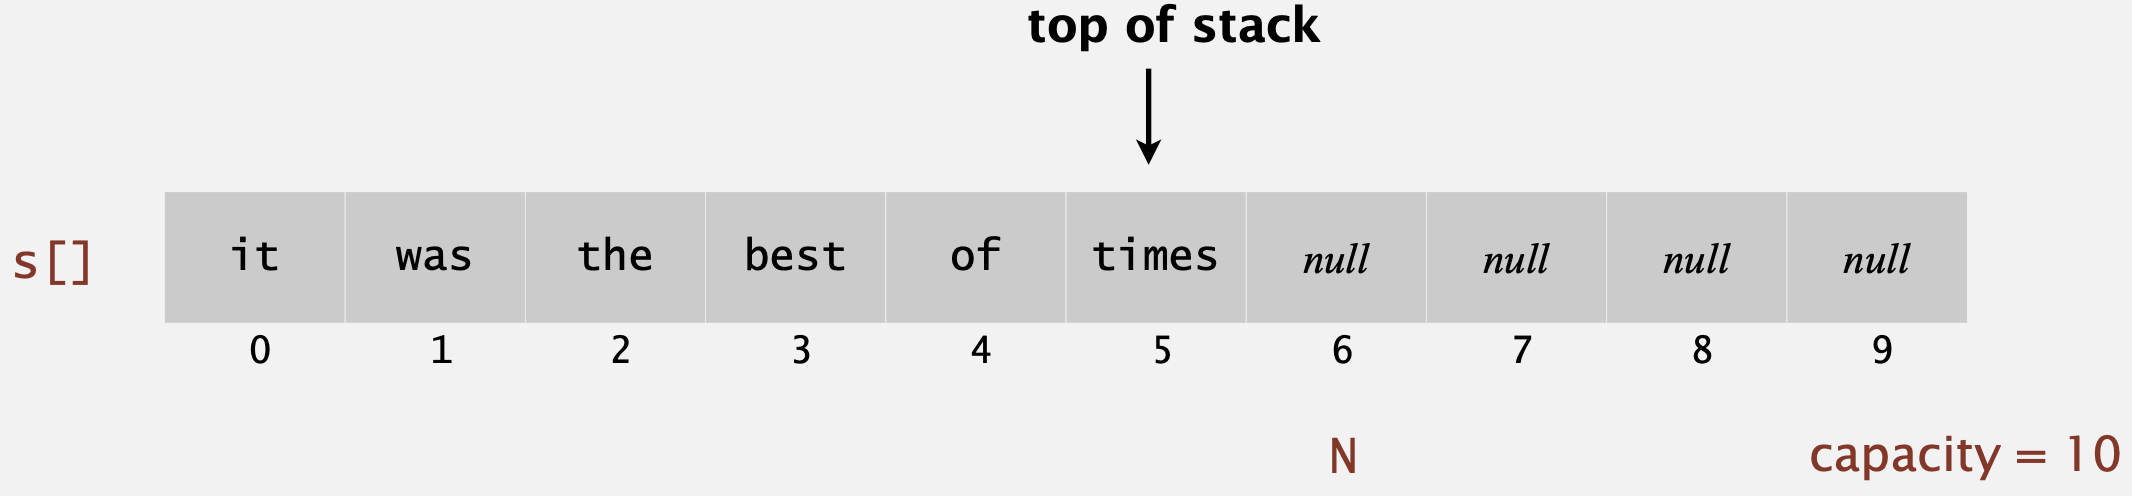 top of stack
s[] it was the best of times null null null null
0 1 2 3 4 5 6 7 8 9
N capacity = 10